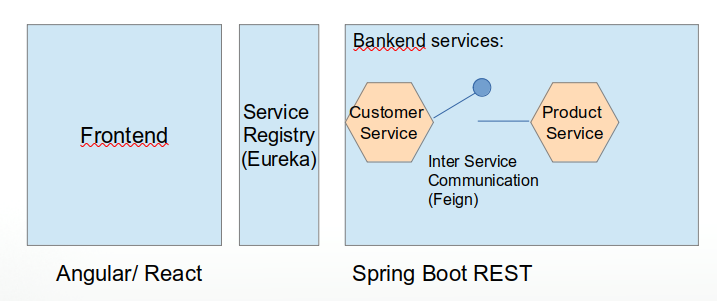 Frontend
Service
Registry
(Eureka)
Bankend services:
Customer
Service
Product
Service
Inter Service
Communication
(Feign)
Angular/ React
Spring Boot REST